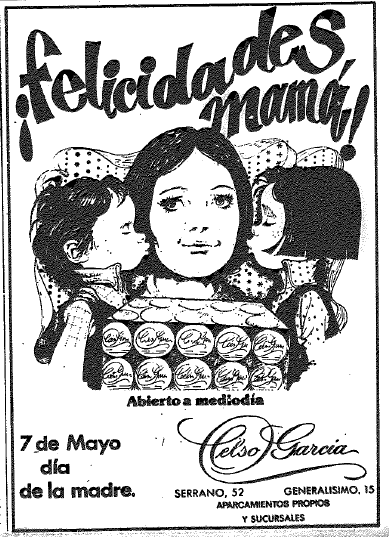 ¡felicidades
mamá!
Abierto a mediodía
7 de Mayo
día
de la madre.
Celso García
SERRANO, 52 GENERALISIMO, 15
APARCAMIENTOS PROPIOS
Y SUCURSALES